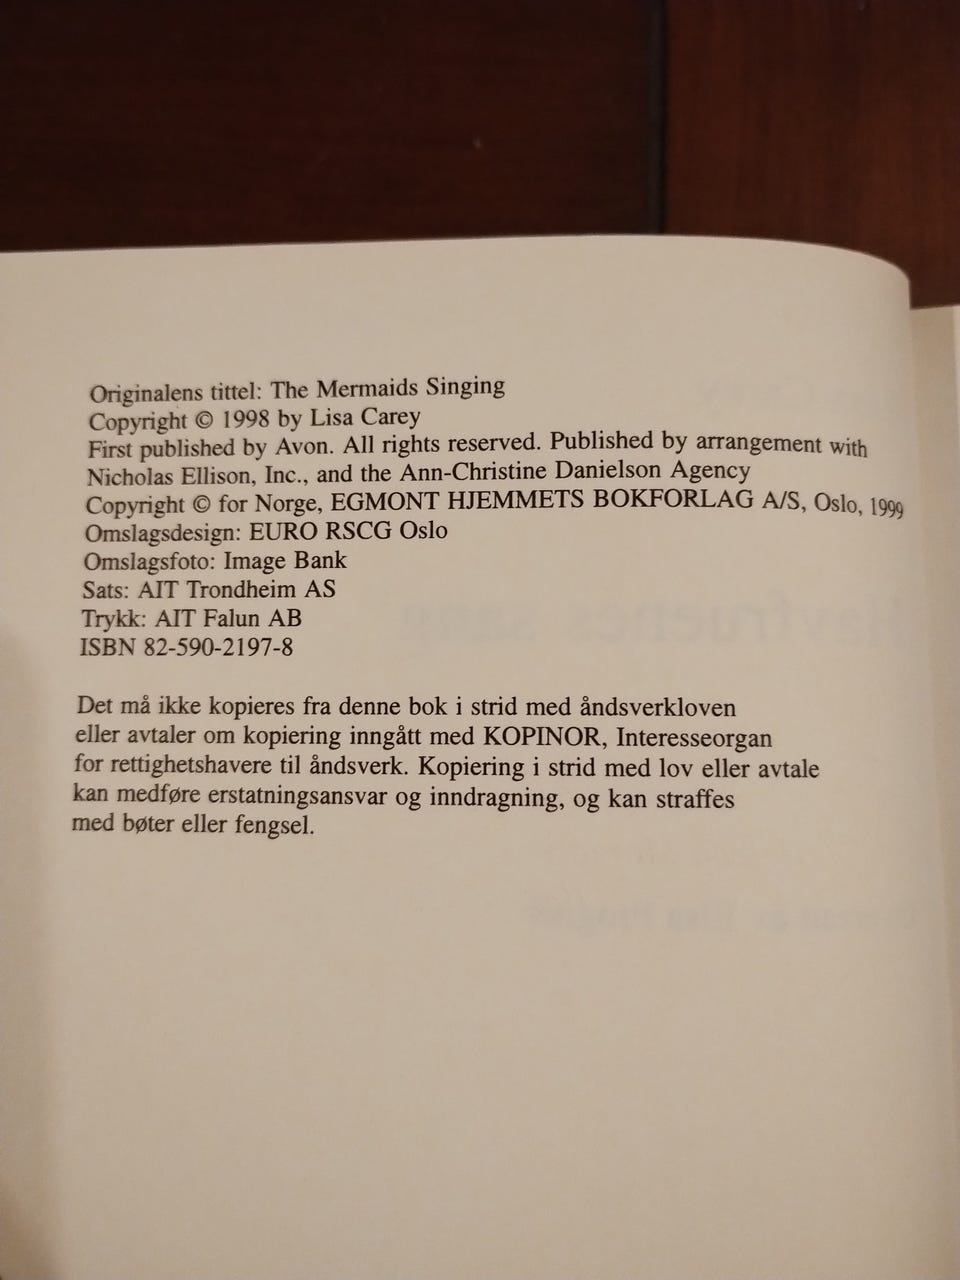 Originalens tittel: The Mermaids Singing
Copyright © 1998 by Lisa Carey
First published by Avon. All rights reserved. Published by arrangement with
Nicholas Ellison, Inc., and the Ann-Christine Danielson Agency
Copyright © for Norge, EGMONT HJEMMETS BOKFORLAG A/S, Oslo, 1999
Omslagsdesign: EURO RSCG Oslo
Omslagsfoto: Image Bank
Sats: AIT Trondheim AS
Trykk: AIT Falun AB
ISBN 82-590-2197-8
Det må ikke kopieres fra denne bok i strid med åndsverkloven
eller avtaler om kopiering inngått med KOPINOR, Interesseorgan
for rettighetshavere til åndsverk. Kopiering i strid med lov eller avtale
kan medføre erstatningsansvar og inndragning, og kan straffes
med bøter eller fengsel.